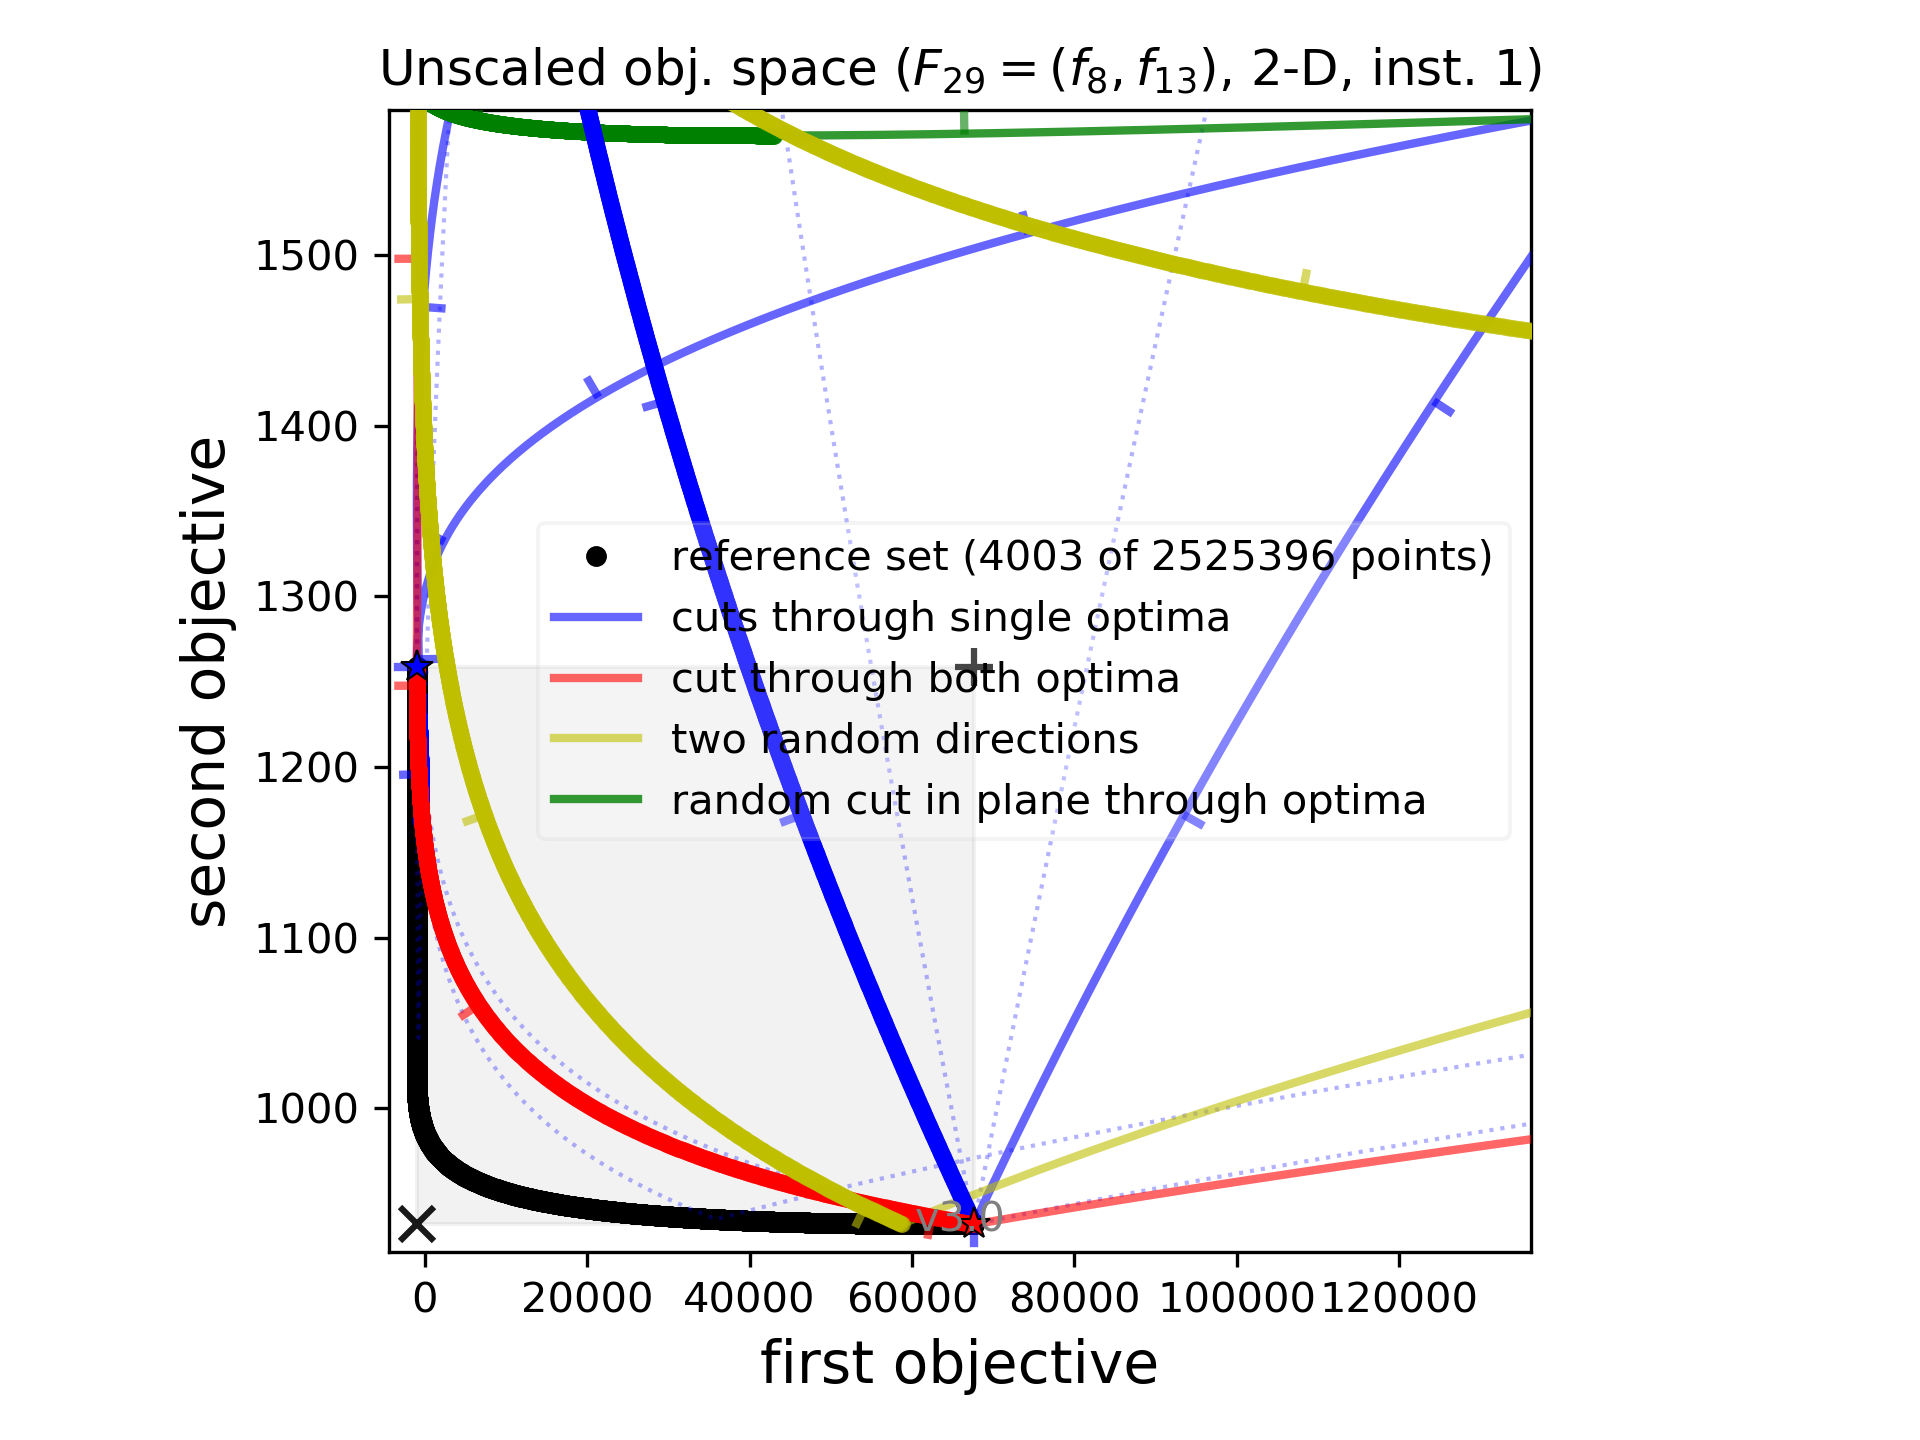 Unscaled obj. space (F29 = (f8, f13), 2-D, inst. 1)
1500
1400
1300
1200
1100
1000
second objective
reference set (4003 of 2525396 points)
cuts through single optima
cut through both optima
two random directions
random cut in plane through optima
v3.0
0 20000 40000 60000 80000 100000 120000
first objective